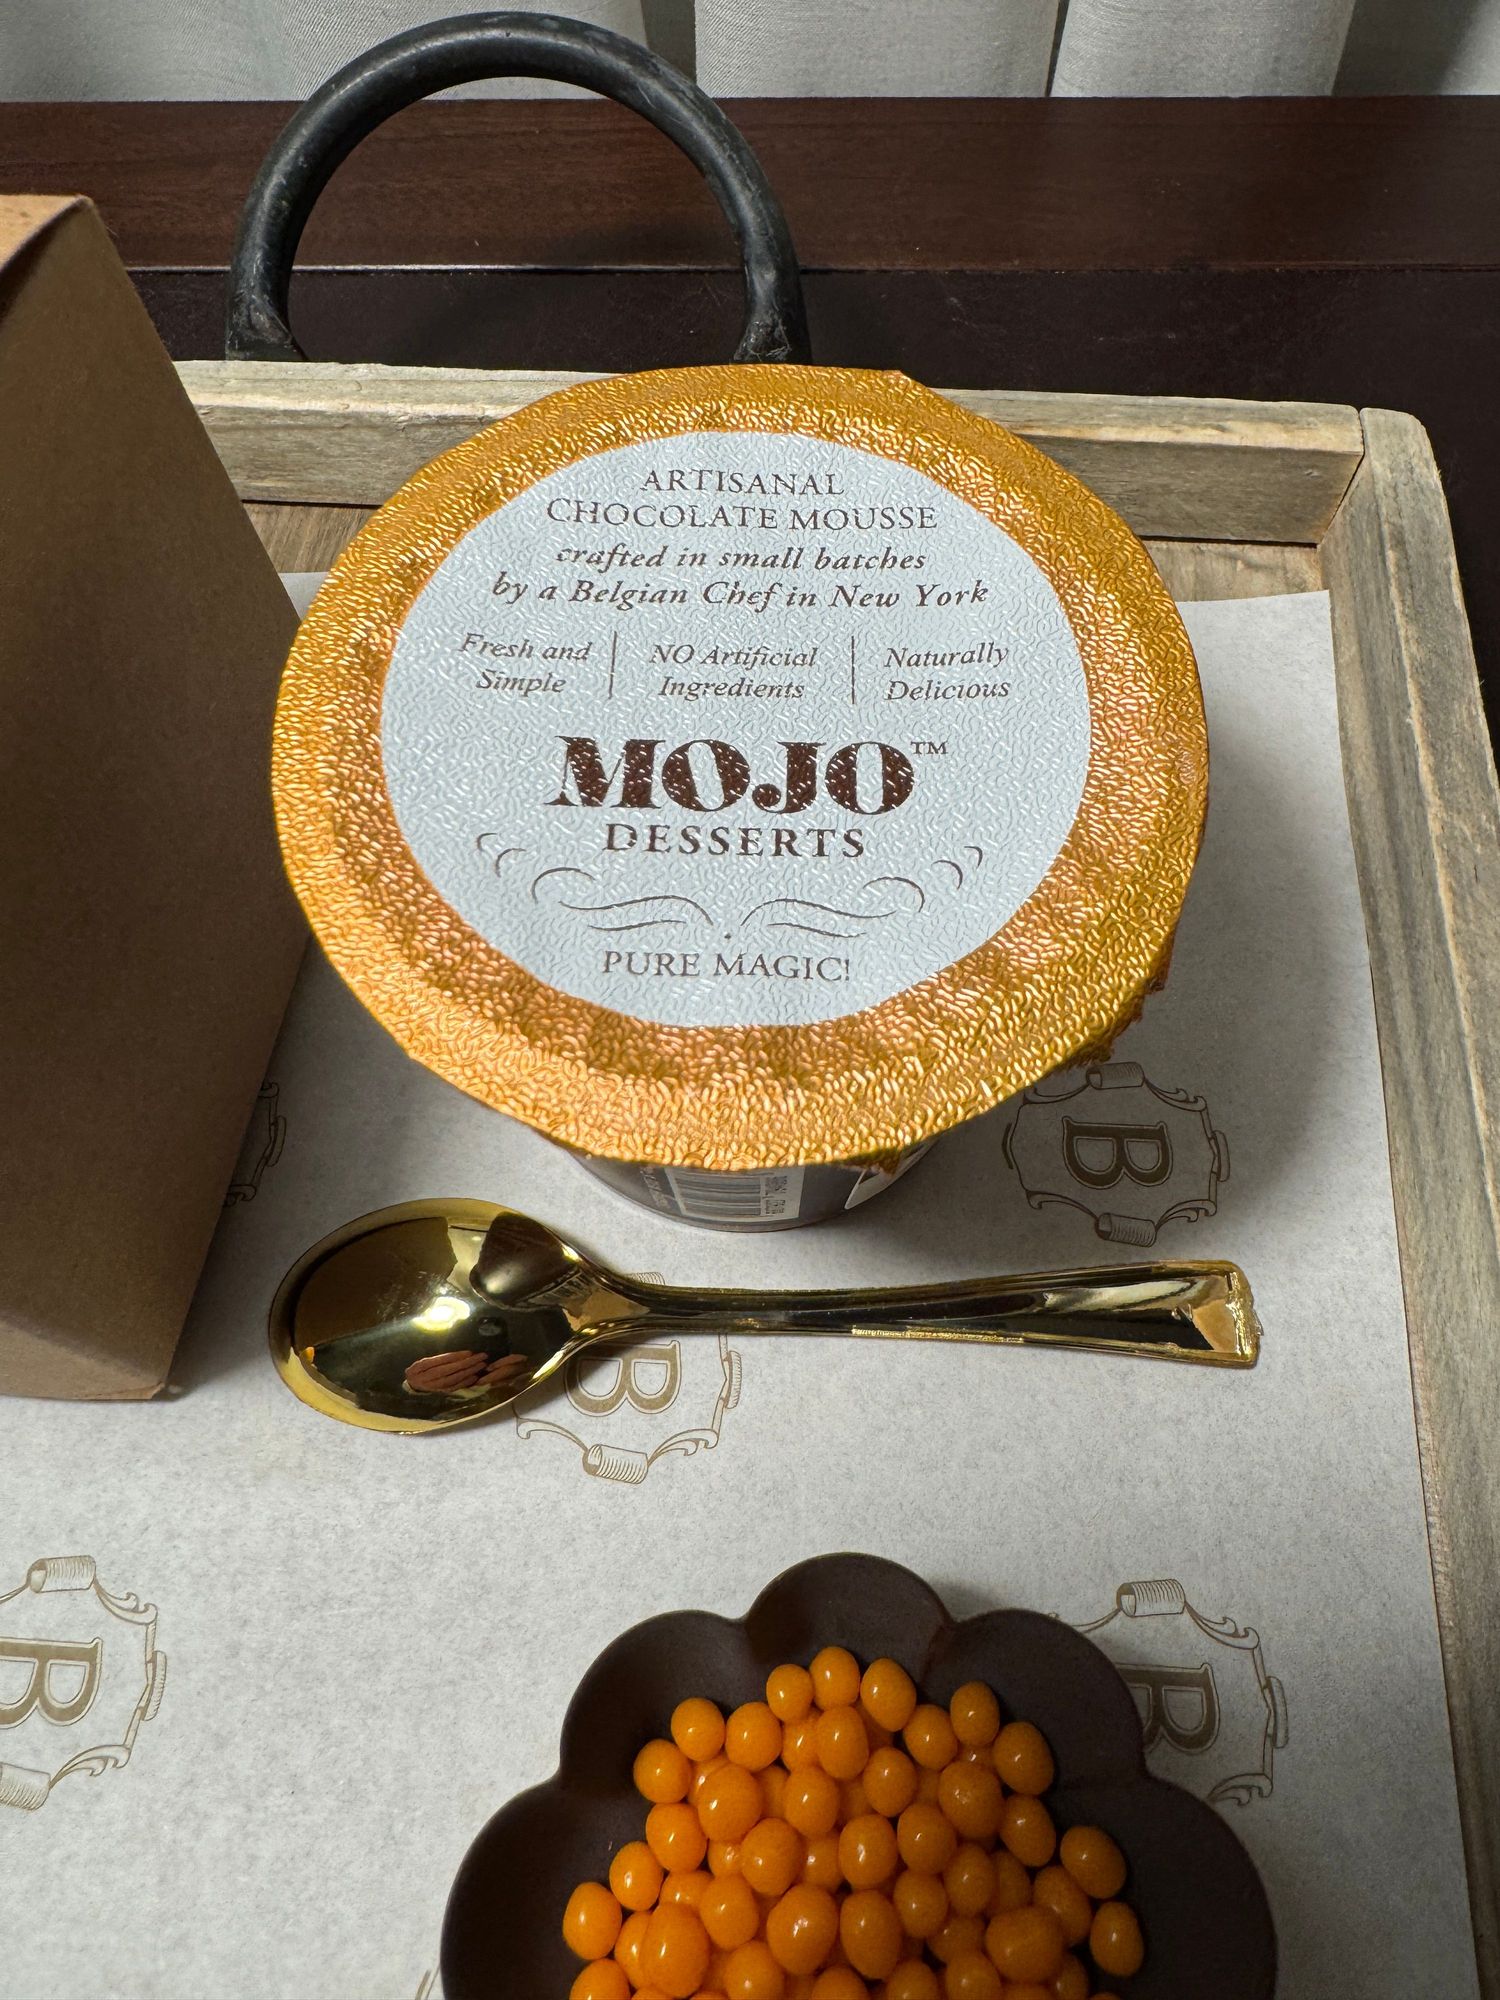 ARTISANAL
CHOCOLATE MOUSSE
crafted in small batches
by a Belgian Chef in New York
Fresh and
Simple
NO Artificial
Ingredients
Naturally
Delicious
MOJO™
DESSERTS
PURE MAGIC!
B
B
B
B